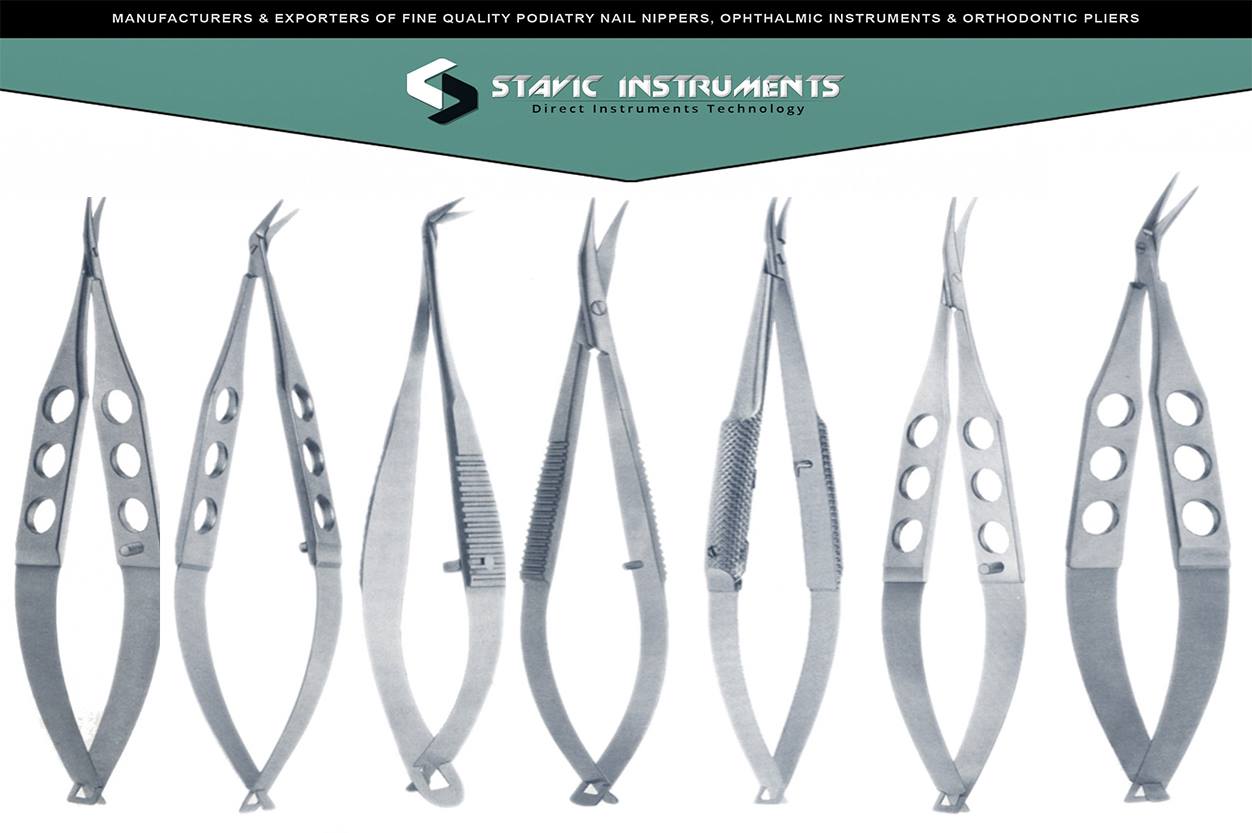 MANUFACTURERS & EXPORTERS OF FINE QUALITY PODIATRY NAIL NIPPERS, OPHTHALMIC INSTRUMENTS & ORTHODONTIC PLIERS
STAVIC INSTRUMENTS
Direct Instruments Technology